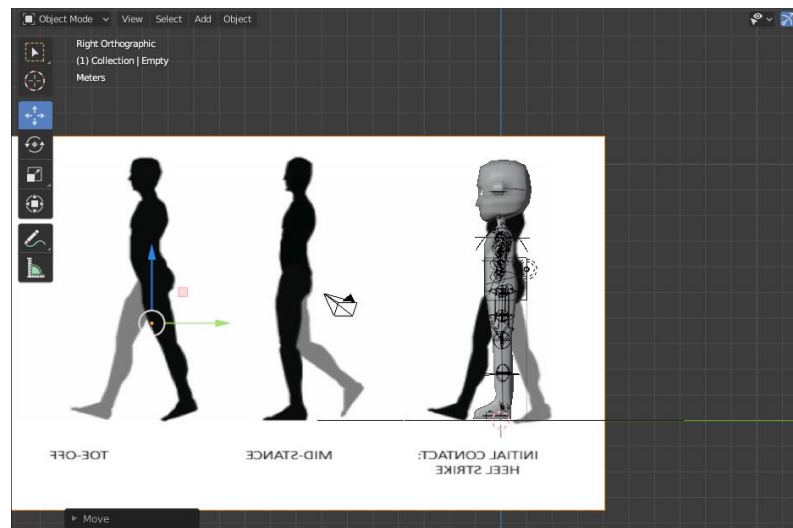 Object Mode View Select Add Object
Right Orthographic
(1) Collection | Empty
Meters
TOE-OFF
MID-STANCE
INITIAL CONTACT:
HEEL STRIKE
Move